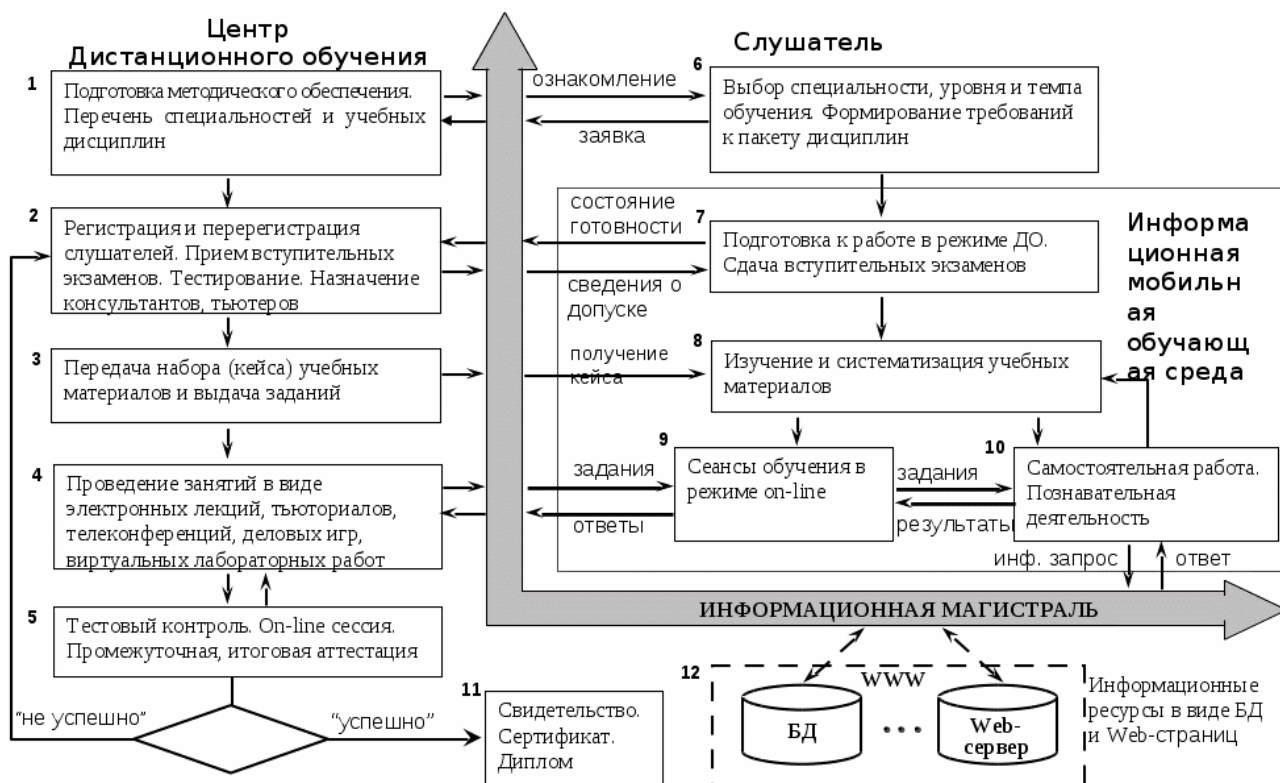 Центр
Дистанционного обучения
Слушатель
1
Подготовка методического обеспечения.
Перечень специальностей и учебных
дисциплин
ознакомление
заявка
6
Выбор специальности, уровня и темпа
обучения. Формирование требований
к пакету дисциплин
2
Регистрация и перерегистрация
слушателей. Прием вступительных
экзаменов. Тестирование. Назначение
консультантов, тьютеров
состояние
готовности
сведения о
допуске
7
Подготовка к работе в режиме ДО.
Сдача вступительных экзаменов
Информа
ционная
мобильн
ая
обучающ
ая среда
3
Передача набора (кейса) учебных
материалов и выдача заданий
получение
кейса
8
Изучение и систематизация учебных
материалов
4
Проведение занятий в виде
электронных лекций, тьюториалов,
телеконференций, деловых игр,
виртуальных лабораторных работ
задания
ответы
9
Сеансы обучения в
режиме on-line
задания
результаты
10
Самостоятельная работа.
Познавательная
деятельность
инф. запрос
ответ
ИНФОРМАЦИОННАЯ МАГИСТРАЛЬ
5
Тестовый контроль. On-line сессия.
Промежуточная, итоговая аттестация
"не успешно"
"успешно"
11
Свидетельство.
Сертификат.
Диплом
12
WWW
БД
...
Web-
сервер
Информационные
ресурсы в виде БД
и Web-страниц